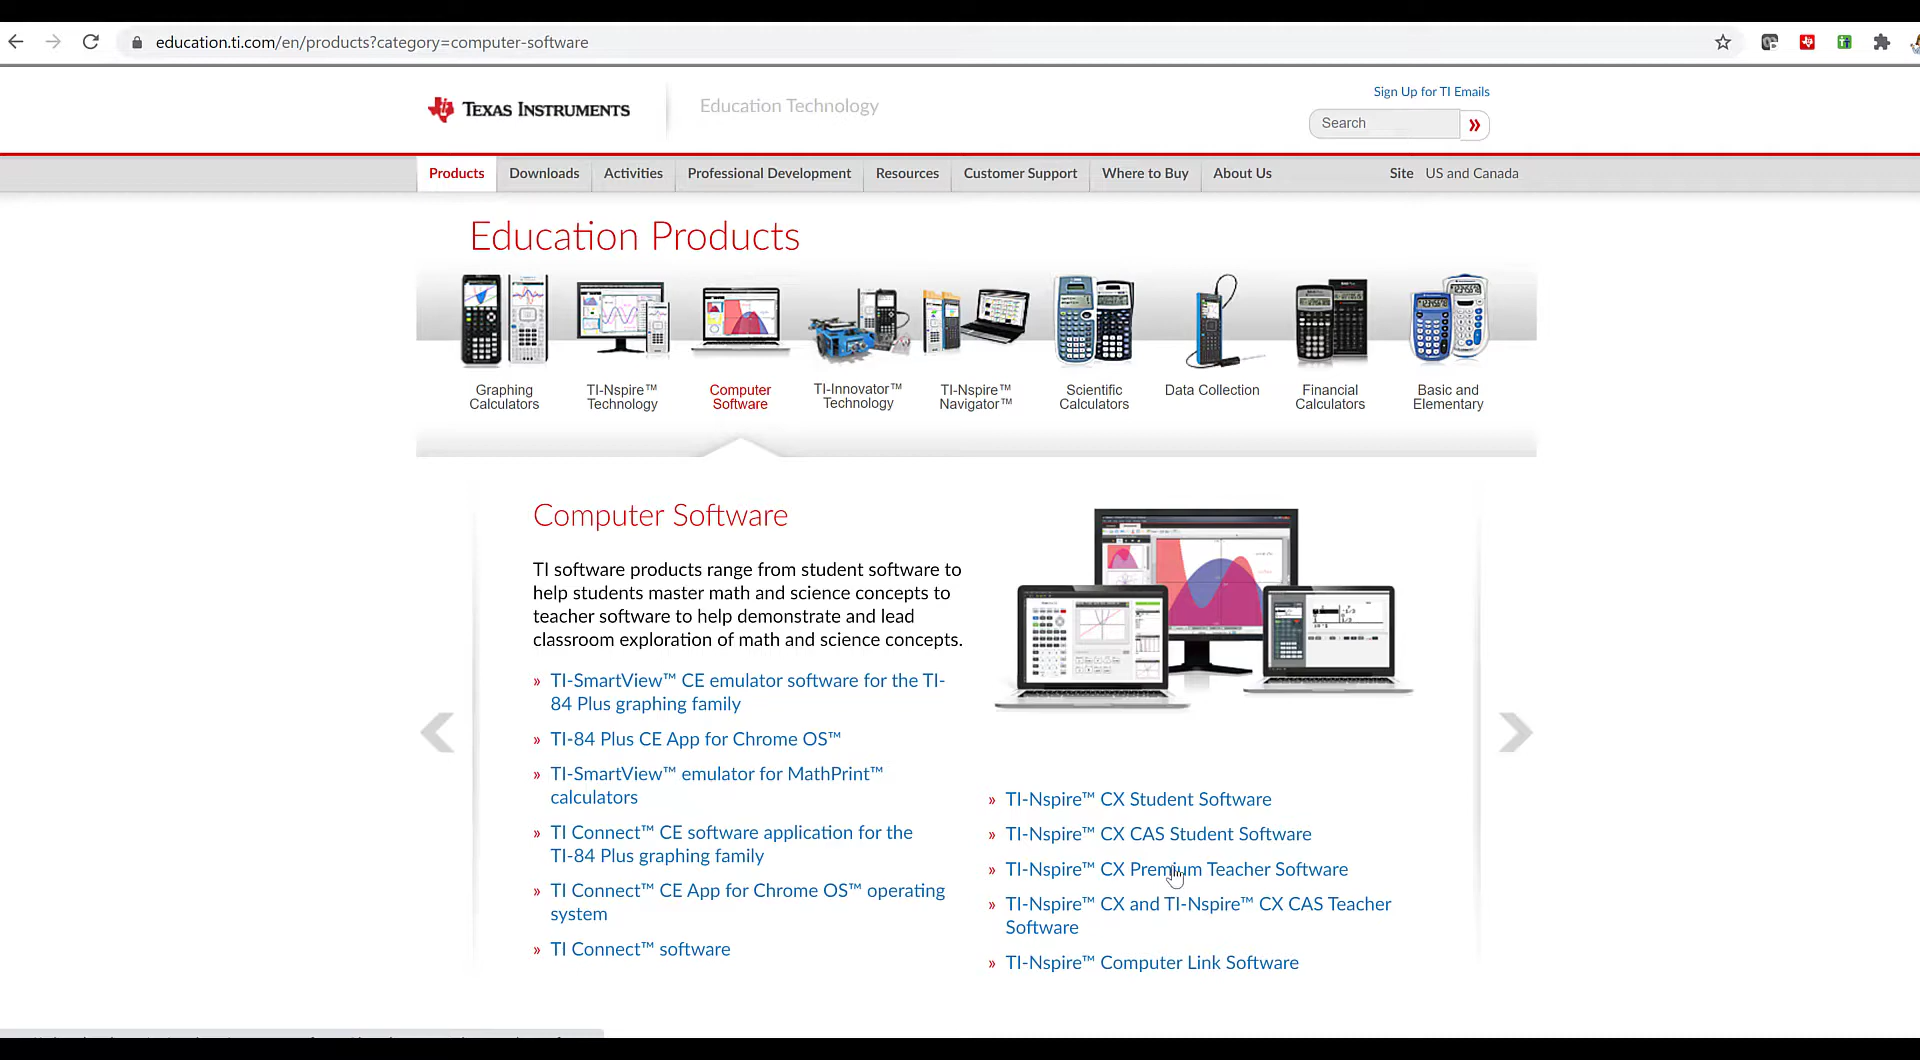 education.ti.com/en/products?category=computer-software
Sign Up for TI Emails
TEXAS INSTRUMENTS
Education Technology
Search
Products
Downloads
Activities
Professional Development
Resources
Customer Support
Where to Buy
About Us
Site US and Canada
Education Products
Graphing
Calculators
TI-Nspire™
Technology
Computer
Software
TI-Innovator™
Technology
TI-Nspire™
Navigator™
Scientific
Calculators
Data Collection
Financial
Calculators
Basic and
Elementary
Computer Software
TI software products range from student software to
help students master math and science concepts to
teacher software to help demonstrate and lead
classroom exploration of math and science concepts.
» TI-SmartView™ CE emulator software for the TI-
84 Plus graphing family
» TI-84 Plus CE App for Chrome OS™
» TI-SmartView™ emulator for MathPrint™
calculators
» TI Connect™ CE software application for the
TI-84 Plus graphing family
» TI Connect™ CE App for Chrome OS™ operating
system
» TI Connect™ software
» TI-Nspire™ CX Student Software
» TI-Nspire™ CX CAS Student Software
» TI-Nspire™ CX Premium Teacher Software
» TI-Nspire™ CX and TI-Nspire™ CX CAS Teacher
Software
» TI-Nspire™ Computer Link Software